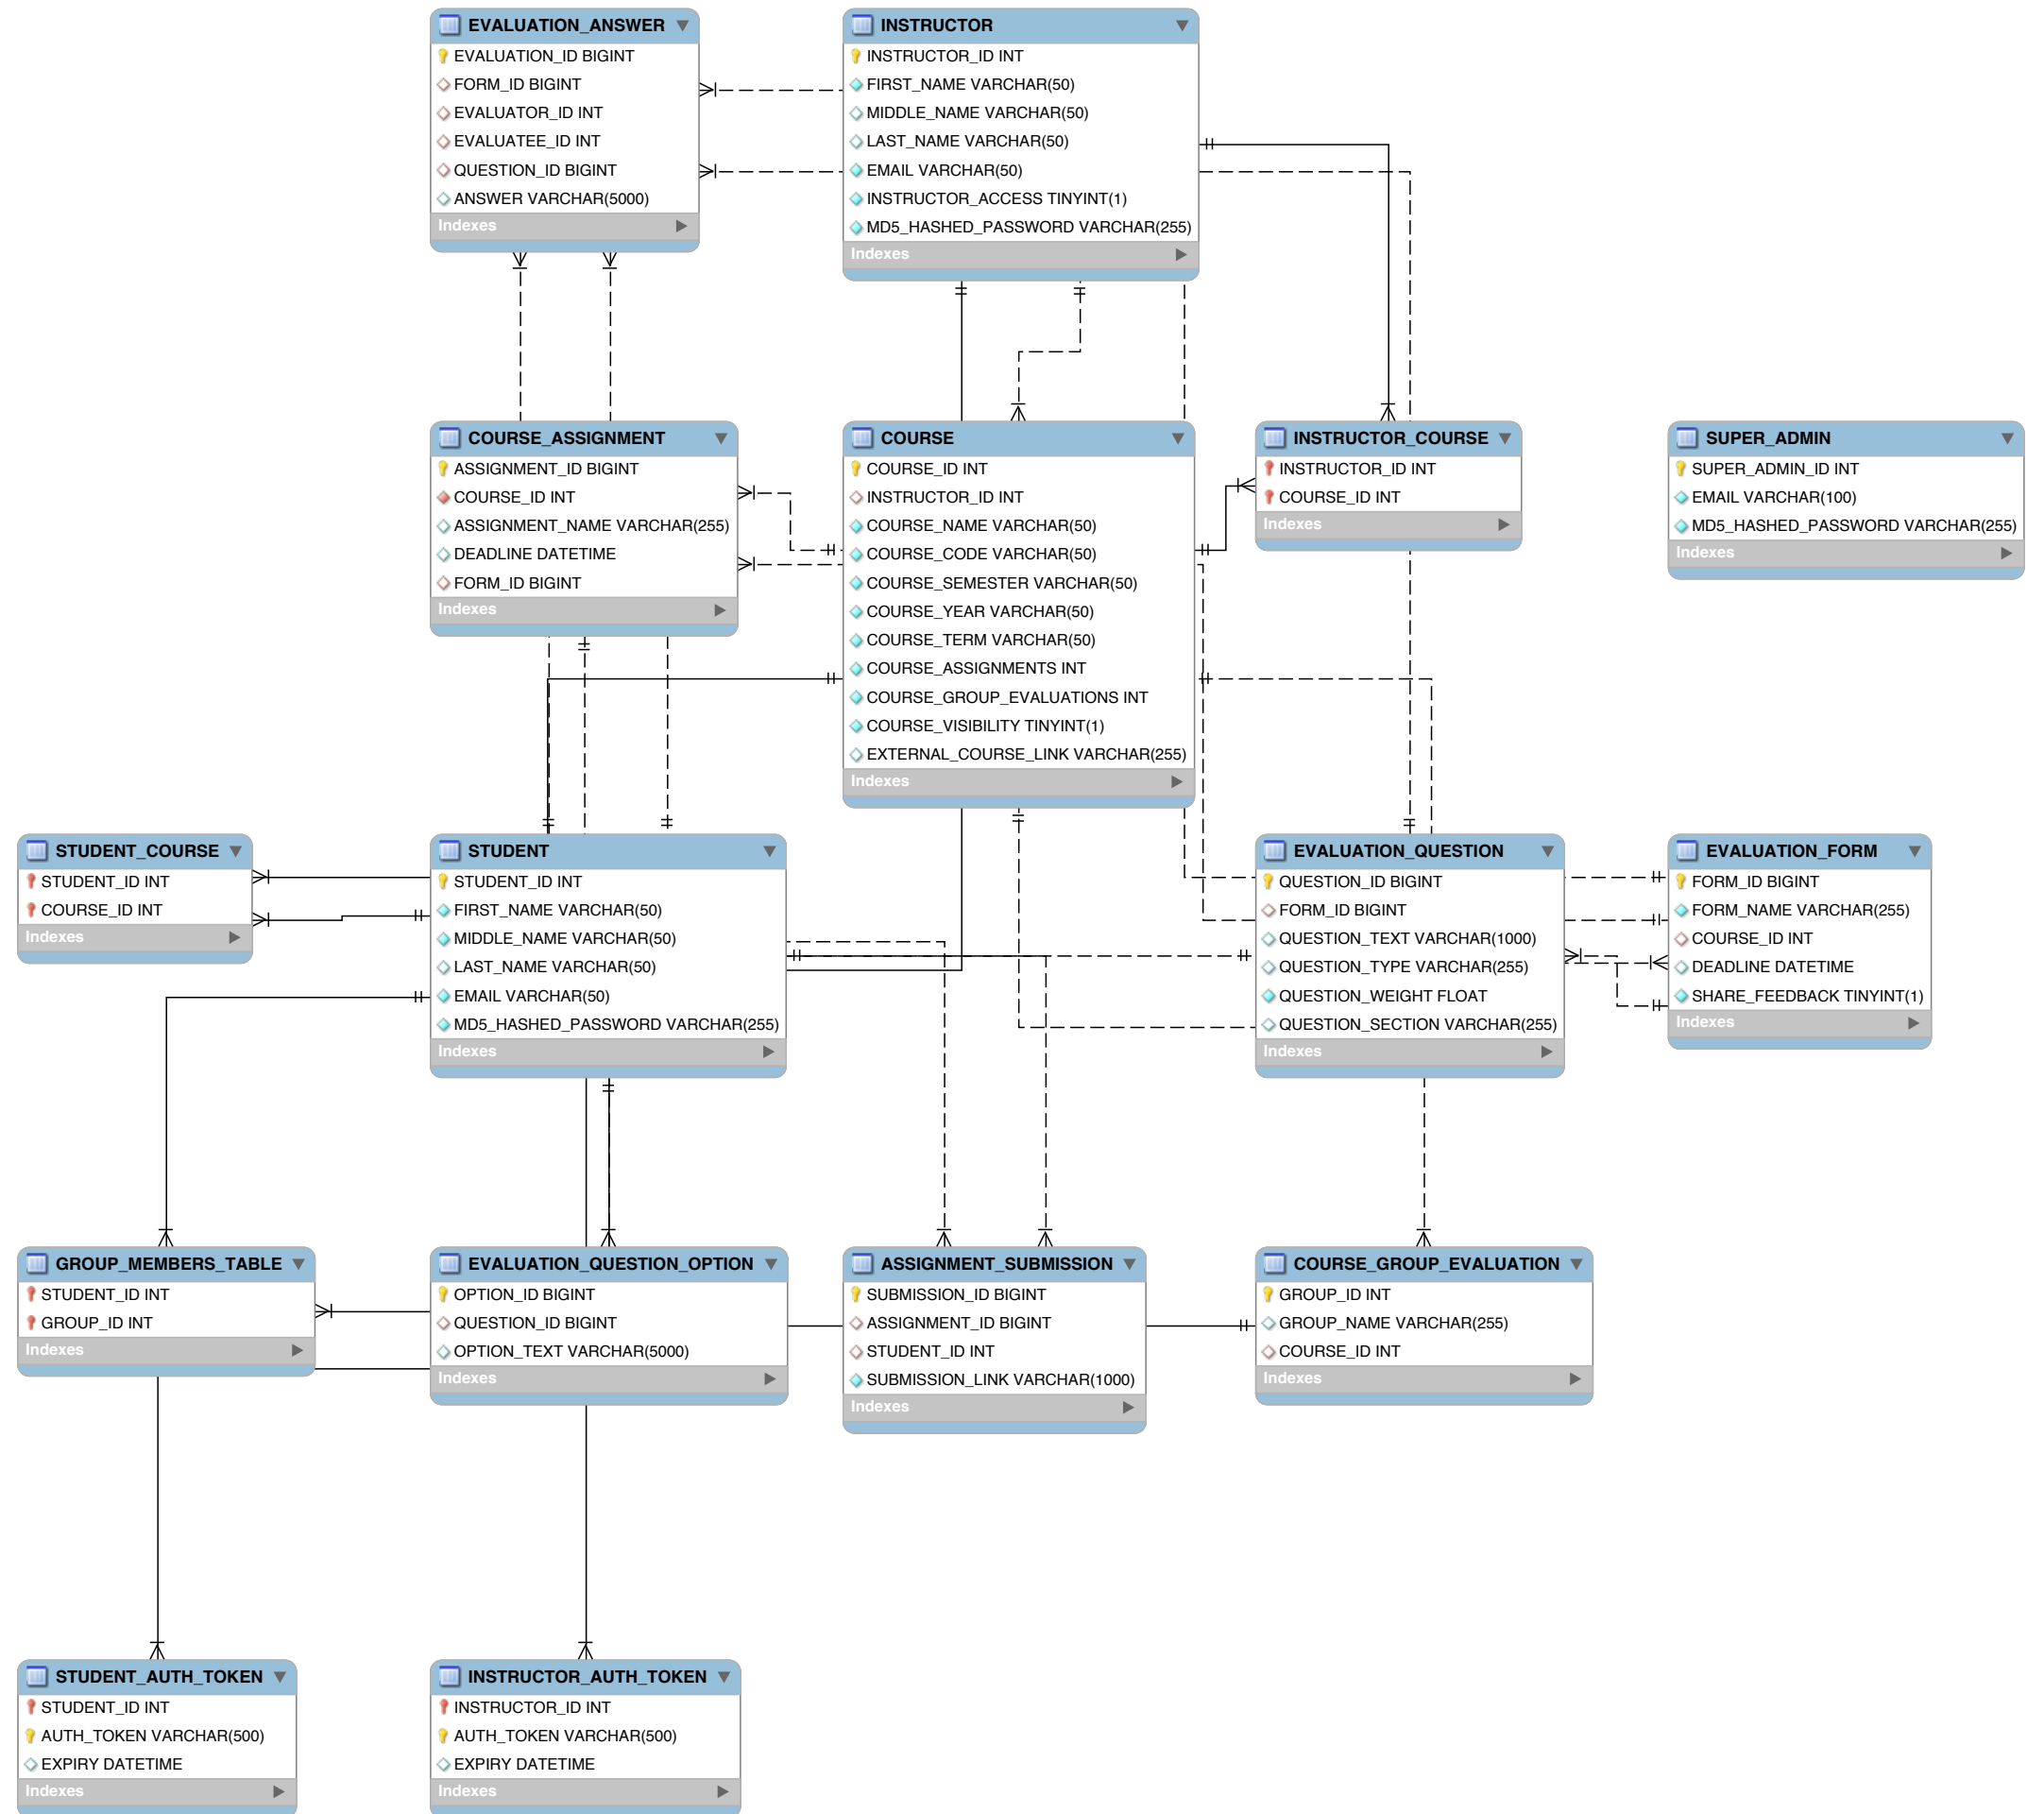 EVALUATION_ANSWER
EVALUATION_ID BIGINT
FORM_ID BIGINT
EVALUATOR_ID INT
EVALUATEE_ID INT
QUESTION_ID BIGINT
ANSWER VARCHAR(5000)
Indexes
INSTRUCTOR
INSTRUCTOR_ID INT
FIRST_NAME VARCHAR(50)
MIDDLE_NAME VARCHAR(50)
LAST_NAME VARCHAR(50)
EMAIL VARCHAR(50)
INSTRUCTOR_ACCESS TINYINT(1)
MD5_HASHED_PASSWORD VARCHAR(255)
Indexes
COURSE_ASSIGNMENT
ASSIGNMENT_ID BIGINT
COURSE_ID INT
ASSIGNMENT_NAME VARCHAR(255)
DEADLINE DATETIME
FORM_ID BIGINT
Indexes
COURSE
COURSE_ID INT
INSTRUCTOR_ID INT
COURSE_NAME VARCHAR(50)
COURSE_CODE VARCHAR(50)
COURSE_SEMESTER VARCHAR(50)
COURSE_YEAR VARCHAR(50)
COURSE_TERM VARCHAR(50)
COURSE_ASSIGNMENTS INT
COURSE_GROUP_EVALUATIONS INT
COURSE_VISIBILITY TINYINT(1)
EXTERNAL_COURSE_LINK VARCHAR(255)
Indexes
INSTRUCTOR_COURSE
INSTRUCTOR_ID INT
COURSE_ID INT
Indexes
SUPER_ADMIN
SUPER_ADMIN_ID INT
EMAIL VARCHAR(100)
MD5_HASHED_PASSWORD VARCHAR(255)
Indexes
STUDENT_COURSE
STUDENT_ID INT
COURSE_ID INT
Indexes
STUDENT
STUDENT_ID INT
FIRST_NAME VARCHAR(50)
MIDDLE_NAME VARCHAR(50)
LAST_NAME VARCHAR(50)
EMAIL VARCHAR(50)
MD5_HASHED_PASSWORD VARCHAR(255)
Indexes
EVALUATION_QUESTION
QUESTION_ID BIGINT
FORM_ID BIGINT
QUESTION_TEXT VARCHAR(1000)
QUESTION_TYPE VARCHAR(255)
QUESTION_WEIGHT FLOAT
QUESTION_SECTION VARCHAR(255)
Indexes
EVALUATION_FORM
FORM_ID BIGINT
FORM_NAME VARCHAR(255)
COURSE_ID INT
DEADLINE DATETIME
SHARE_FEEDBACK TINYINT(1)
Indexes
GROUP_MEMBERS_TABLE
STUDENT_ID INT
GROUP_ID INT
Indexes
EVALUATION_QUESTION_OPTION
OPTION_ID BIGINT
QUESTION_ID BIGINT
OPTION_TEXT VARCHAR(5000)
Indexes
ASSIGNMENT_SUBMISSION
SUBMISSION_ID BIGINT
ASSIGNMENT_ID BIGINT
STUDENT_ID INT
SUBMISSION_LINK VARCHAR(1000)
Indexes
COURSE_GROUP_EVALUATION
GROUP_ID INT
GROUP_NAME VARCHAR(255)
COURSE_ID INT
Indexes
STUDENT_AUTH_TOKEN
STUDENT_ID INT
AUTH_TOKEN VARCHAR(500)
EXPIRY DATETIME
Indexes
INSTRUCTOR_AUTH_TOKEN
INSTRUCTOR_ID INT
AUTH_TOKEN VARCHAR(500)
EXPIRY DATETIME
Indexes